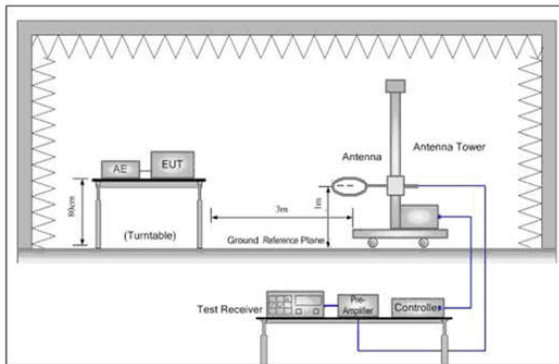 AE
EUT
80cm
(Turntable)
3m
1m
Antenna
Antenna Tower
Ground Reference Plane
Test Receiver
Pre-
Amplifier
Controller